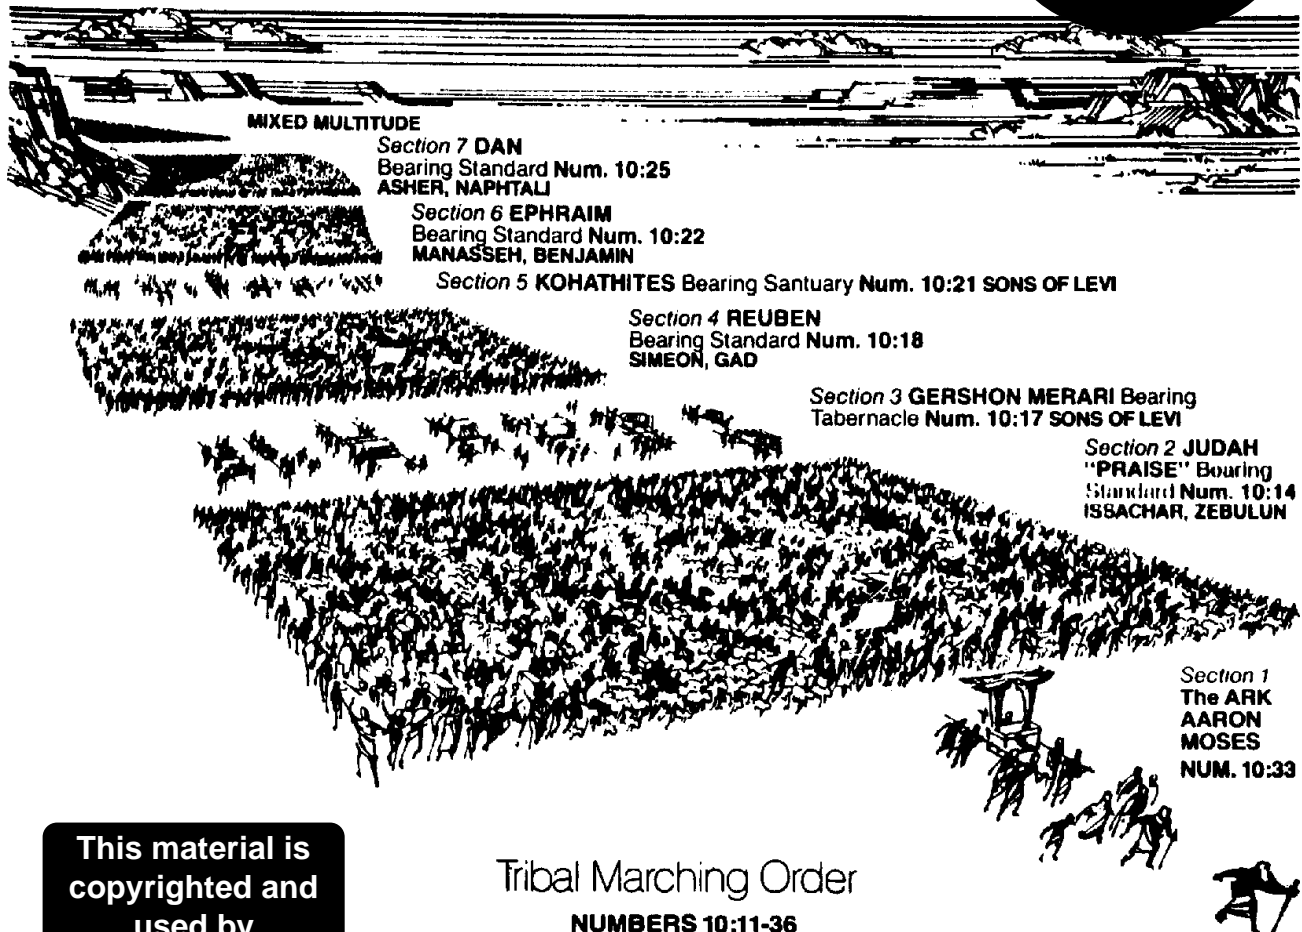 MIXED MULTITUDE
Section 7 DAN
Bearing Standard Num. 10:25
ASHER, NAPHTALI
Section 6 EPHRAIM
Bearing Standard Num. 10:22
MANASSEH, BENJAMIN
Section 5 KOHATHITES Bearing Santuary Num. 10:21 SONS OF LEVI
Section 4 REUBEN
Bearing Standard Num. 10:18
SIMEON, GAD
Section 3 GERSHON MERARI Bearing
Tabernacle Num. 10:17 SONS OF LEVI
Section 2 JUDAH
"PRAISE" Bearing
Standard Num. 10:14
ISSACHAR, ZEBULUN
Section 1
The ARK
AARON
MOSES
NUM. 10:33
This material is
copyrighted and
used by
Tribal Marching Order
NUMBERS 10:11-36